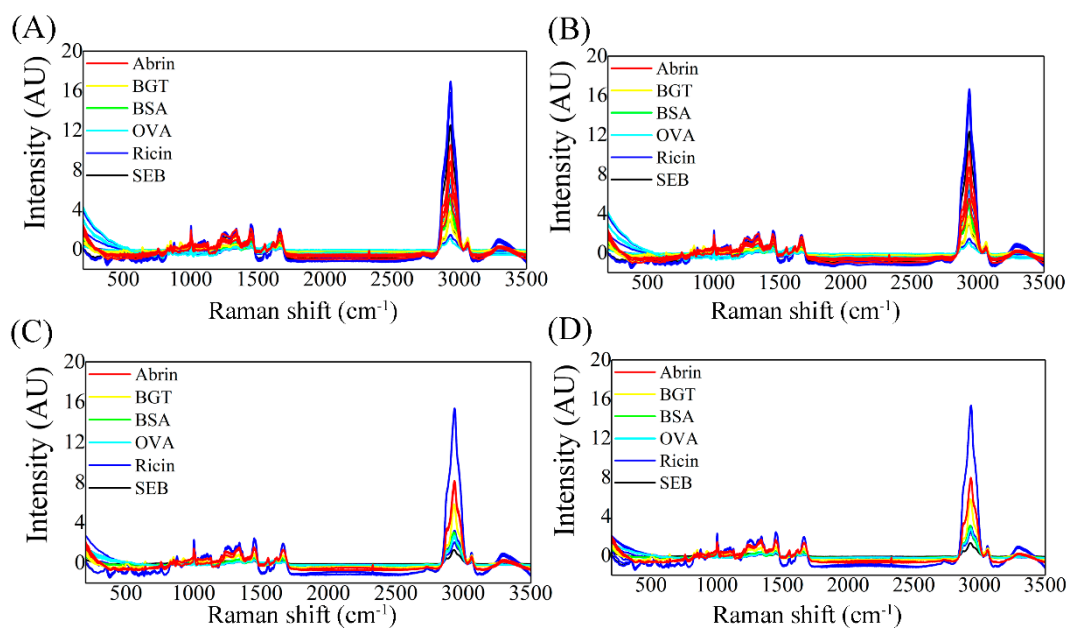 (A)
20
16
12
8
4
0
Intensity (AU)
Abrin
BGT
BSA
OVA
Ricin
SEB
500 1000 1500 2000 2500 3000 3500
Raman shift (cm-1)
(B)
20
16
12
8
4
0
Intensity (AU)
Abrin
BGT
BSA
OVA
Ricin
SEB
500 1000 1500 2000 2500 3000 3500
Raman shift (cm-1)
(C)
20
16
12
8
4
0
Intensity (AU)
Abrin
BGT
BSA
OVA
Ricin
SEB
500 1000 1500 2000 2500 3000 3500
Raman shift (cm-1)
(D)
20
16
12
8
4
0
Intensity (AU)
Abrin
BGT
BSA
OVA
Ricin
SEB
500 1000 1500 2000 2500 3000 3500
Raman shift (cm-1)